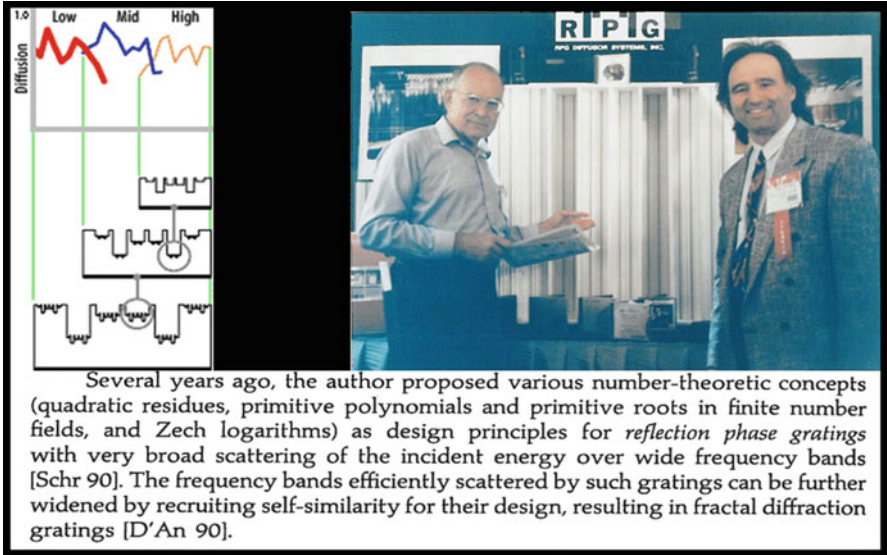 1.0 Low Mid High
Diffusion
RPG
RPG DIFFUSOR SYSTEMS, INC.
Several years ago, the author proposed various number-theoretic concepts
(quadratic residues, primitive polynomials and primitive roots in finite number
fields, and Zech logarithms) as design principles for reflection phase gratings
with very broad scattering of the incident energy over wide frequency bands
[Schr 90]. The frequency bands efficiently scattered by such gratings can be further
widened by recruiting self-similarity for their design, resulting in fractal diffraction
gratings [D'An 90].